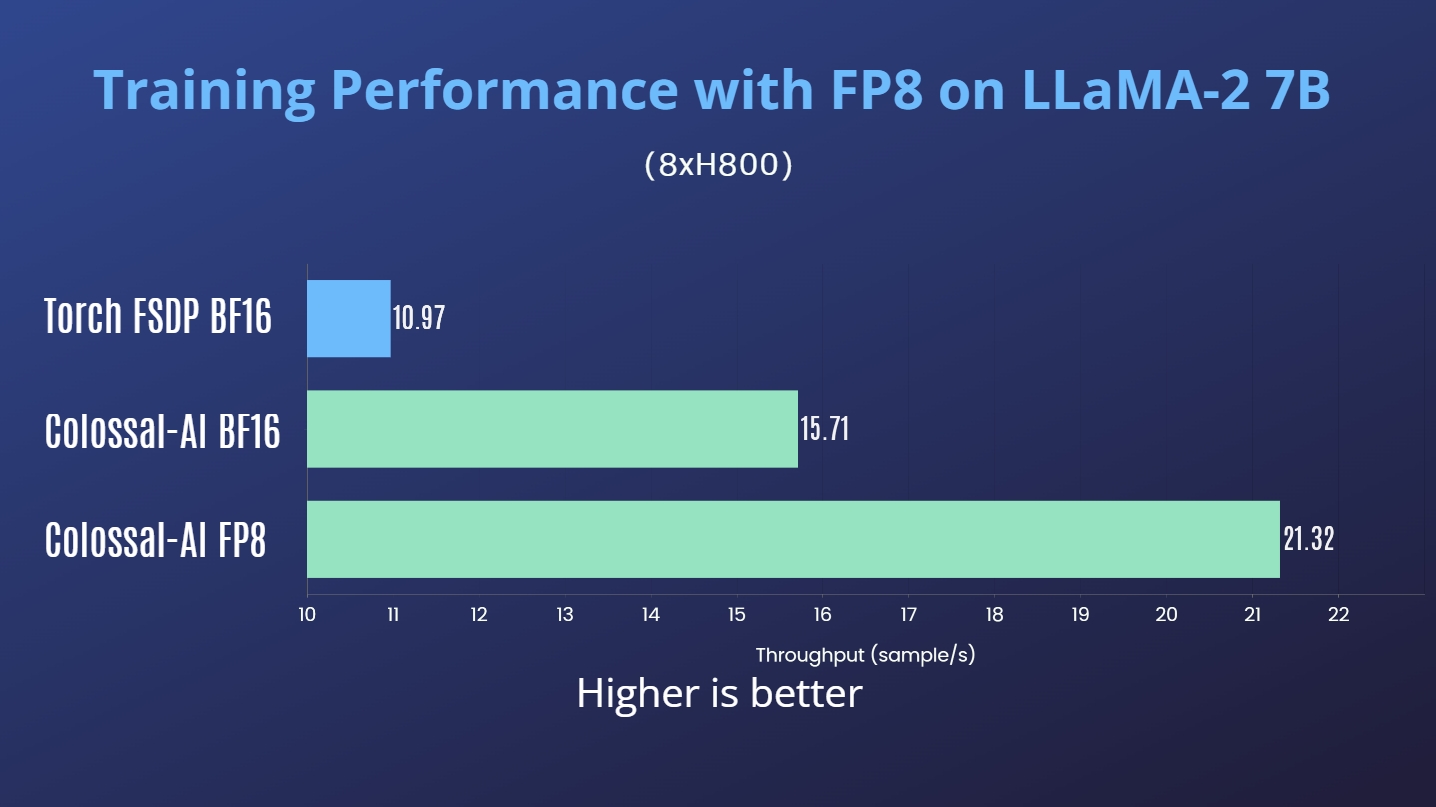 Training Performance with FP8 on LLaMA-2 7B
(8xH800)
Torch FSDP BF16
10.97
Colossal-AI BF16
15.71
Colossal-AI FP8
21.32
10 11 12 13 14 15 16 17 18 19 20 21 22
Throughput (sample/s)
Higher is better